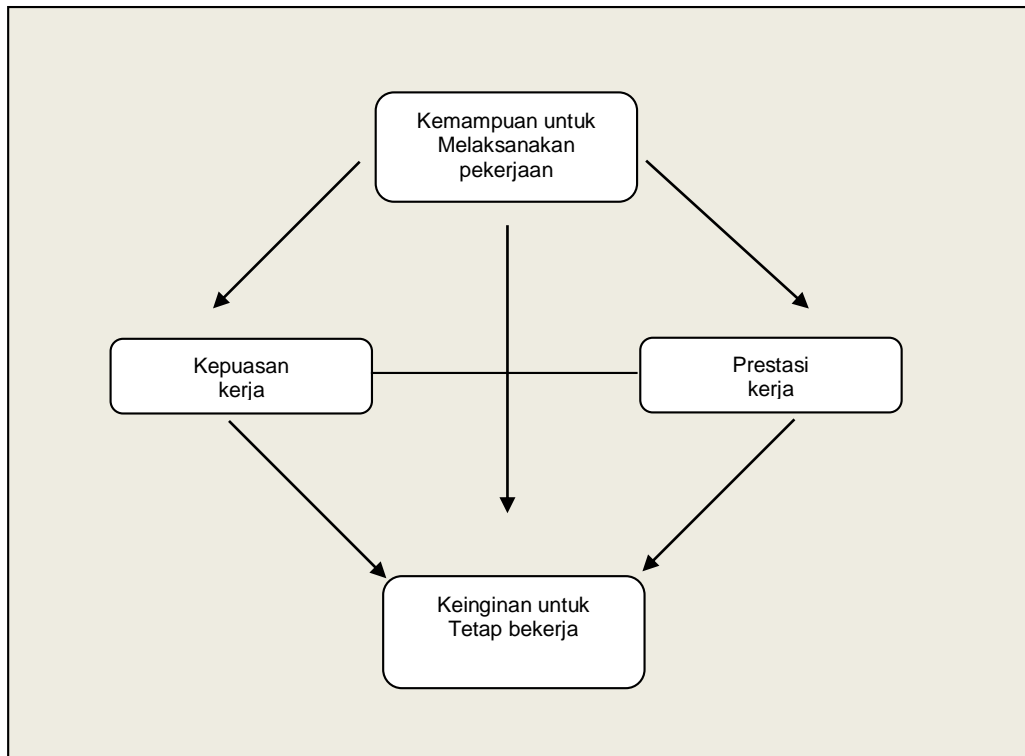 Kemampuan untuk
Melaksanakan
pekerjaan
Kepuasan
kerja
Prestasi
kerja
Keinginan untuk
Tetap bekerja